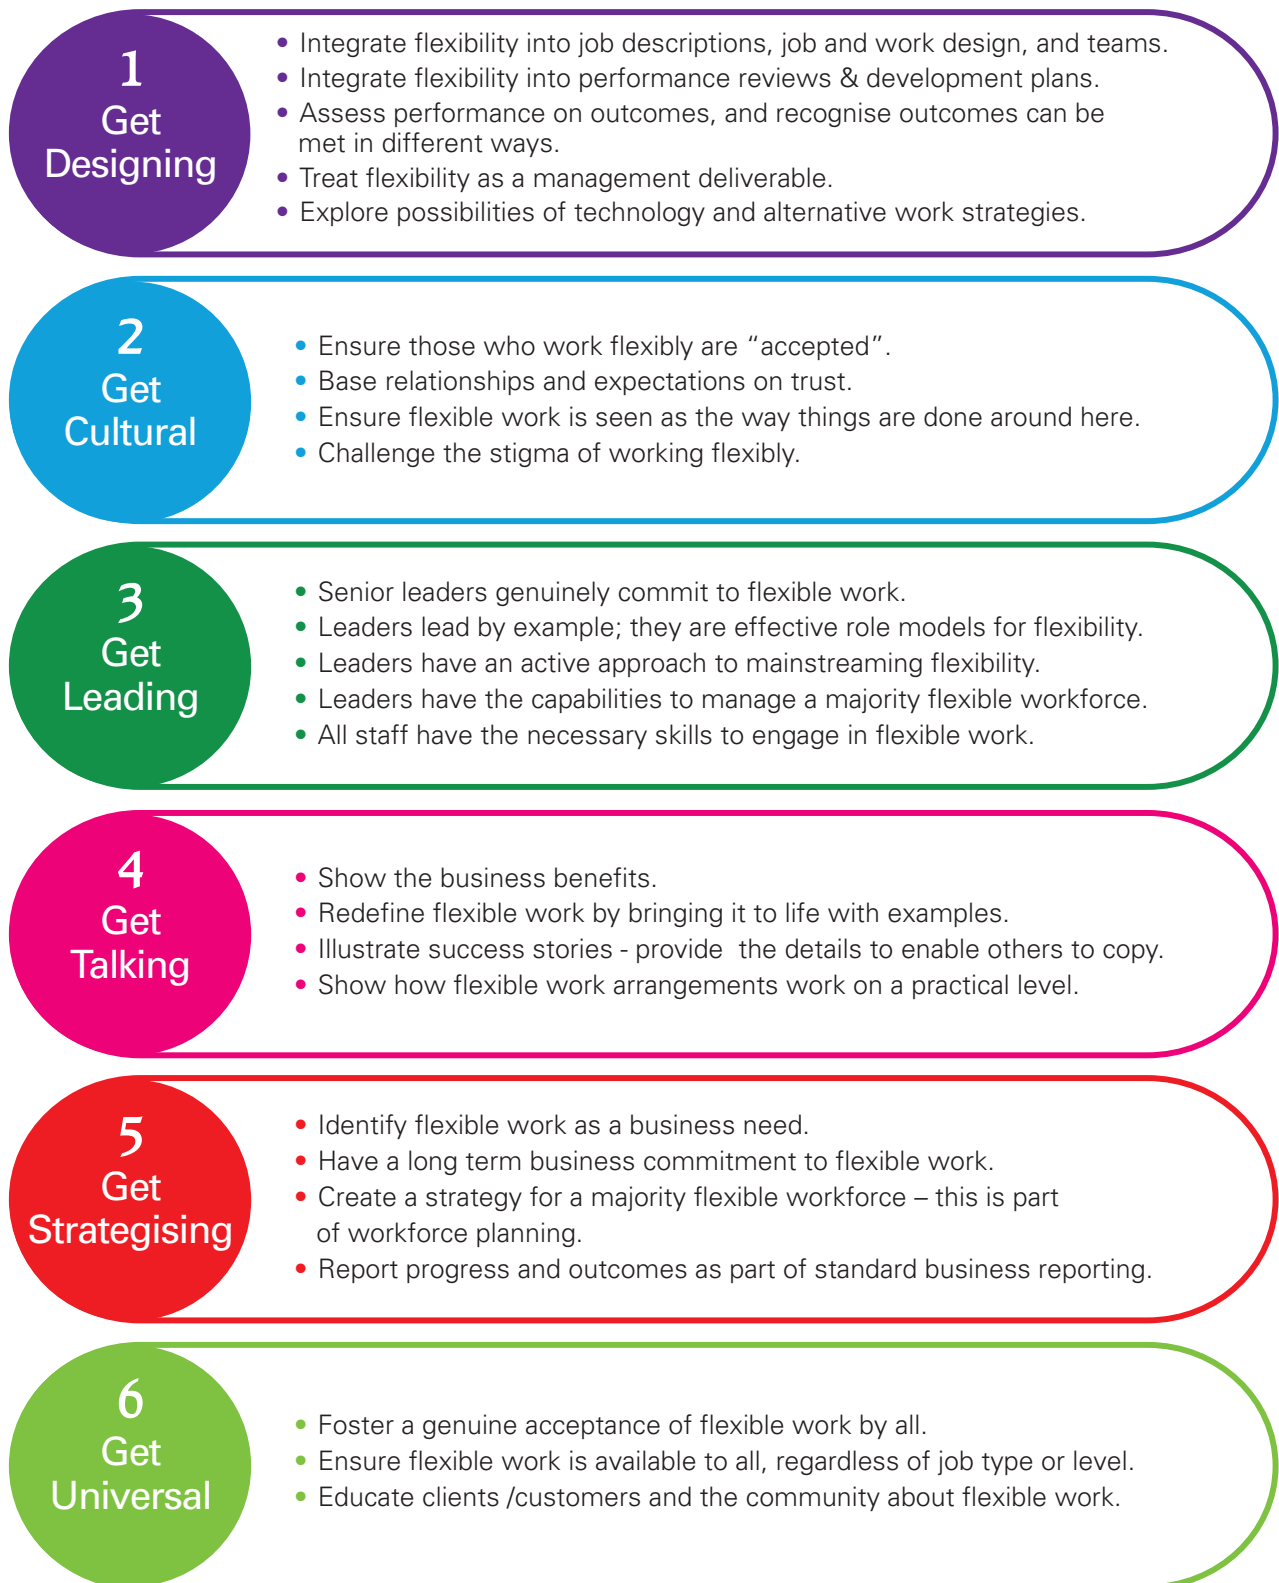 1
Get
Designing
• Integrate flexibility into job descriptions, job and work design, and teams.
• Integrate flexibility into performance reviews & development plans.
• Assess performance on outcomes, and recognise outcomes can be
met in different ways.
• Treat flexibility as a management deliverable.
• Explore possibilities of technology and alternative work strategies.
2
Get
Cultural
• Ensure those who work flexibly are “accepted”.
• Base relationships and expectations on trust.
• Ensure flexible work is seen as the way things are done around here.
• Challenge the stigma of working flexibly.
3
Get
Leading
• Senior leaders genuinely commit to flexible work.
• Leaders lead by example; they are effective role models for flexibility.
• Leaders have an active approach to mainstreaming flexibility.
• Leaders have the capabilities to manage a majority flexible workforce.
• All staff have the necessary skills to engage in flexible work.
4
Get
Talking
• Show the business benefits.
• Redefine flexible work by bringing it to life with examples.
• Illustrate success stories - provide  the details to enable others to copy.
• Show how flexible work arrangements work on a practical level.
5
Get
Strategising
• Identify flexible work as a business need.
• Have a long term business commitment to flexible work.
• Create a strategy for a majority flexible workforce – this is part
of workforce planning.
• Report progress and outcomes as part of standard business reporting.
6
Get
Universal
• Foster a genuine acceptance of flexible work by all.
• Ensure flexible work is available to all, regardless of job type or level.
• Educate clients /customers and the community about flexible work.